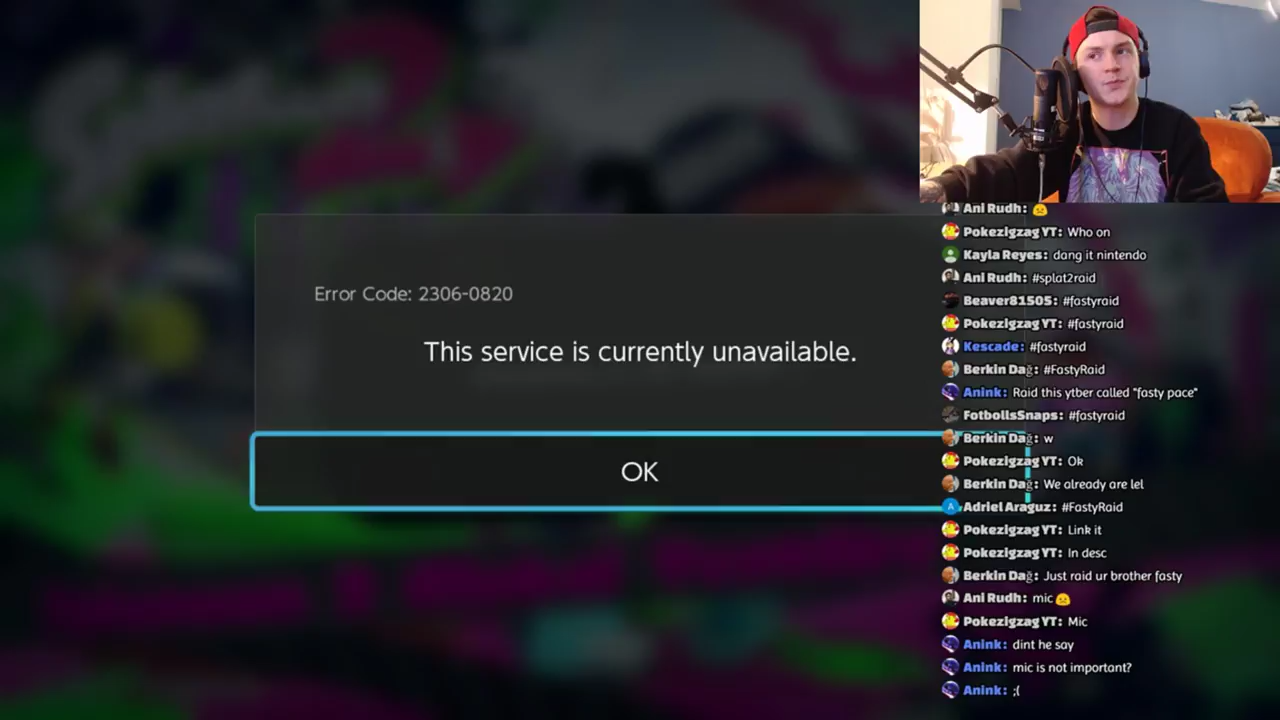 Error Code: 2306-0820
This service is currently unavailable.
OK
Ani Rudh: ☹️
Pokezigzag YT: Who on
Kayla Reyes: dang it nintendo
Ani Rudh: #splat2raid
Beaver81505: #fastyraid
Pokezigzag YT: #fastyraid
Kescade: #fastyraid
Berkin Dağ: #FastyRaid
Anink: Raid this ytber called "fasty pace"
FotbollsSnaps: #fastyraid
Berkin Dağ: w
Pokezigzag YT: Ok
Berkin Dağ: We already are lel
A Adriel Araguz: #FastyRaid
Pokezigzag YT: Link it
Pokezigzag YT: In desc
Berkin Dağ: Just raid ur brother fasty
Ani Rudh: mic ☹️
Pokezigzag YT: Mic
Anink: dint he say
Anink: mic is not important?
Anink: ;(